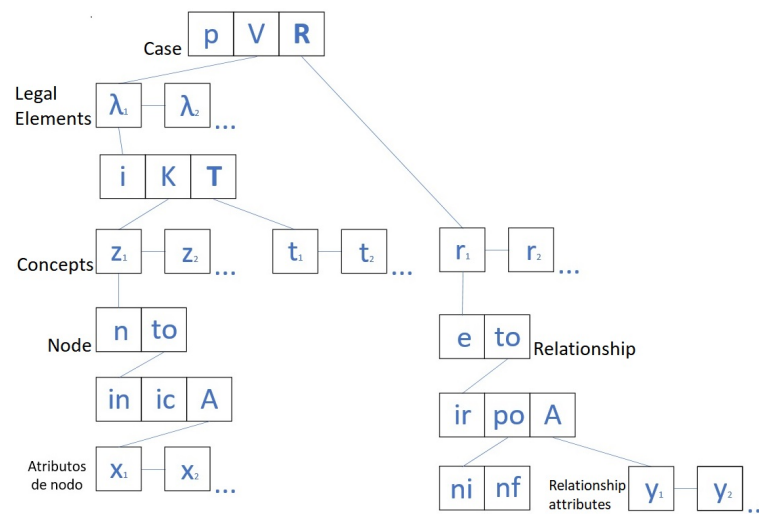 Case
p V R
Legal
Elements
λ1 λ2 ...
i K T
Concepts
z1 z2 ...
t1 t2 ...
r1 r2 ...
Node
n to
e to
Relationship
in ic A
ir po A
Atributos
de nodo
x1 x2 ...
ni nf
Relationship
attributes
y1 y2 ..